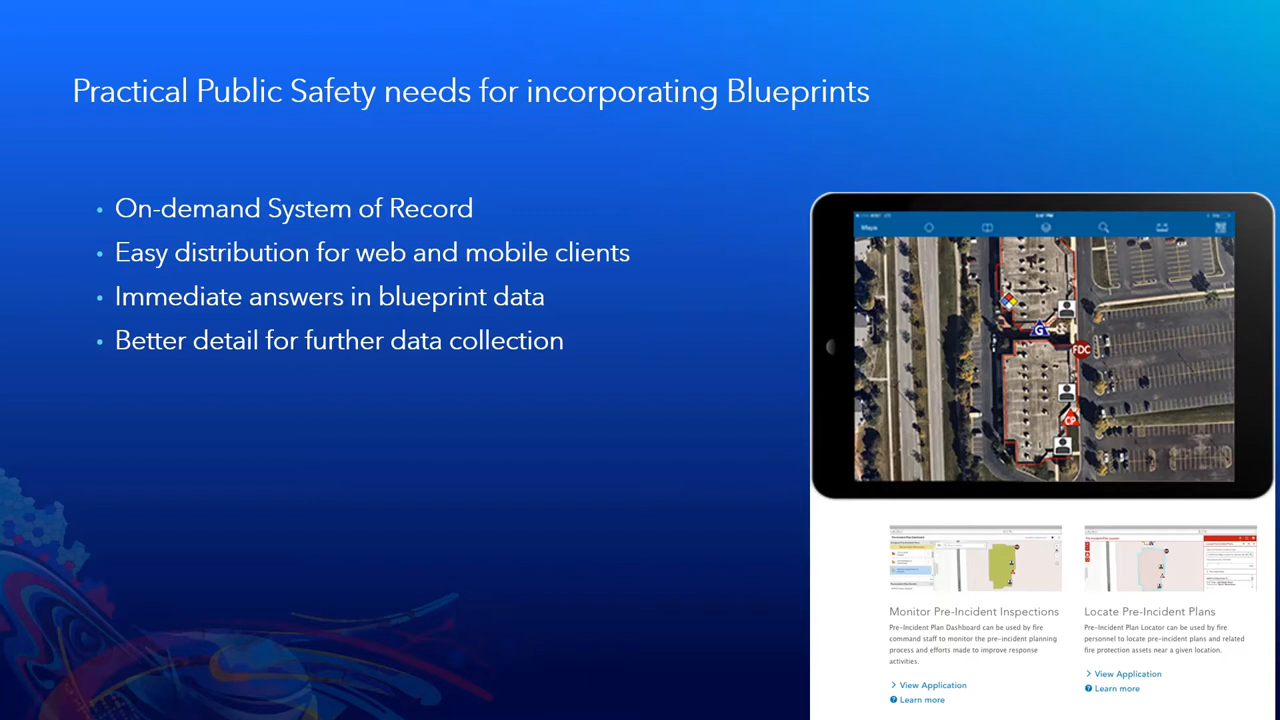 Practical Public Safety needs for incorporating Blueprints
On-demand System of Record
Easy distribution for web and mobile clients
Immediate answers in blueprint data
Better detail for further data collection
Maps
G
FDC
CP
Monitor Pre-Incident Inspections
Pre-Incident Plan Dashboard can be used by fire
command staff to monitor the pre-incident planning
process and efforts made to improve response
activities.
View Application
Learn more
Locate Pre-Incident Plans
Pre-Incident Plan Locator can be used by fire
personnel to locate pre-incident plans and related
fire protection assets near a given location.
View Application
Learn more